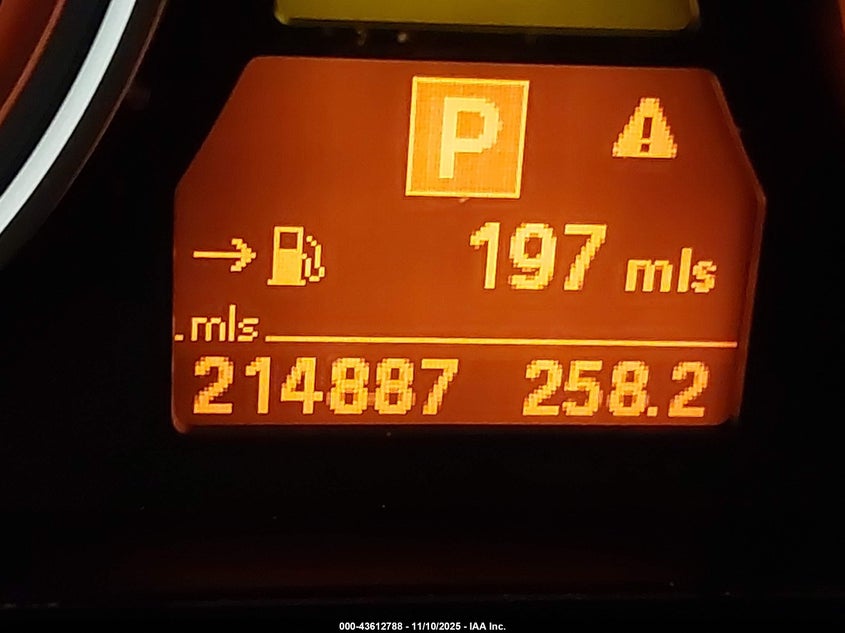 P
197 mls
mls
214887 258.2
000-43612788 - 11/10/2025 - IAA Inc.